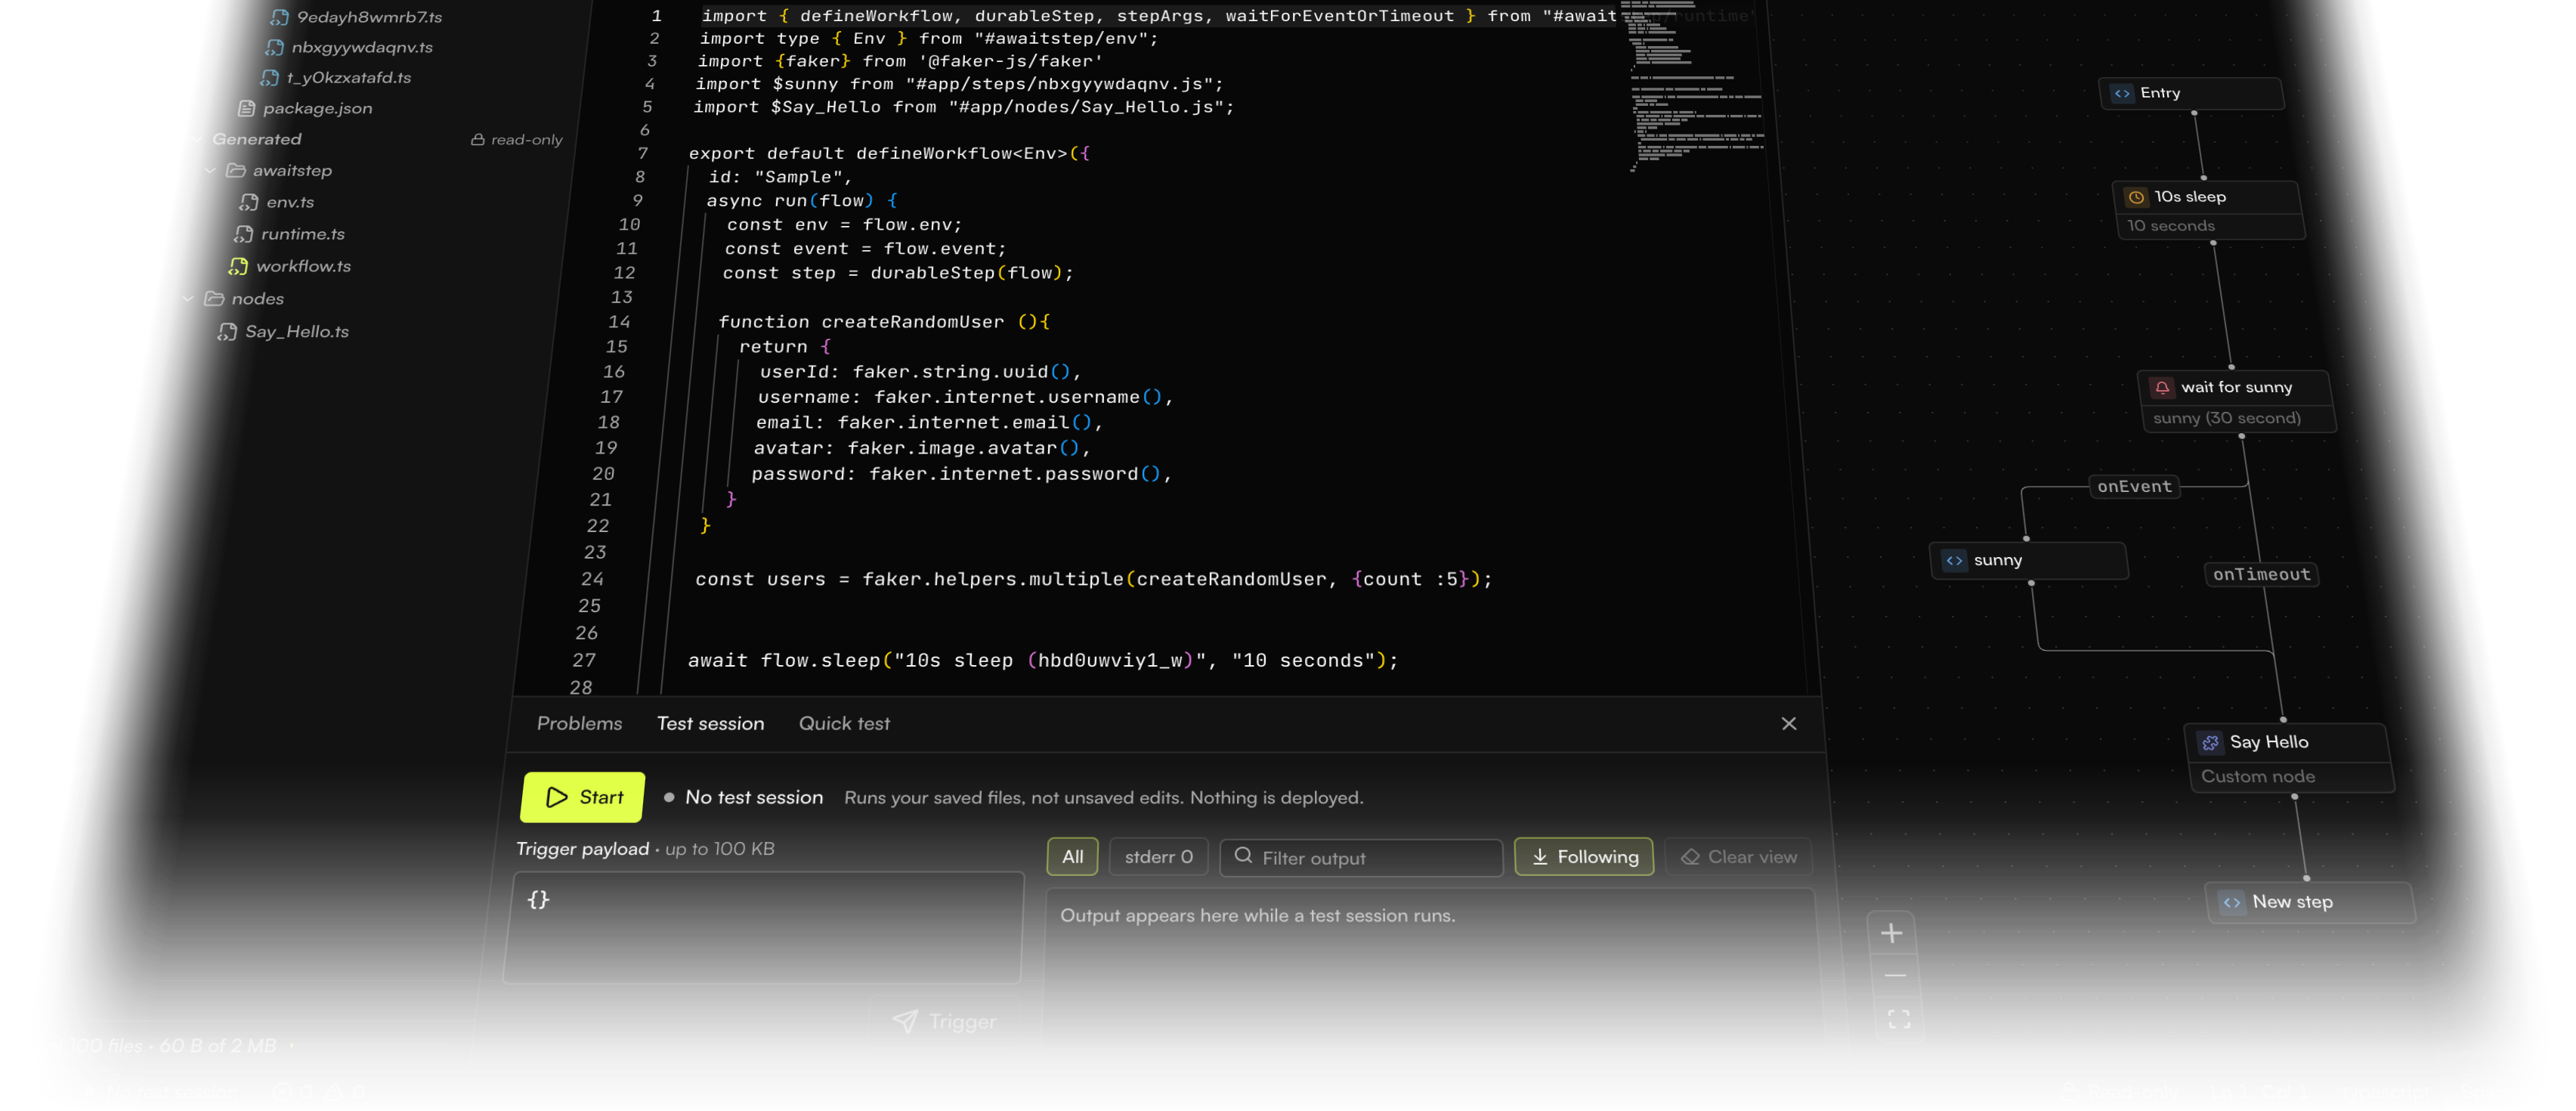 9edayh8wmrb7.ts
nbxgyywdaqnv.ts
t_y0kzxatafd.ts
package.json
Generated read-only
awaitstep
env.ts
runtime.ts
workflow.ts
nodes
Say_Hello.ts
100 files · 60 B of 2 MB
1 import { defineWorkflow, durableStep, stepArgs, waitForEventOrTimeout } from "#await
2 import type { Env } from "#awaitstep/env";
3 import {faker} from '@faker-js/faker'
4 import $sunny from "#app/steps/nbxgyywdaqnv.js";
5 import $Say_Hello from "#app/nodes/Say_Hello.js";
6
7 export default defineWorkflow<Env>({
8 id: "Sample",
9 async run(flow) {
10 const env = flow.env;
11 const event = flow.event;
12 const step = durableStep(flow);
13
14 function createRandomUser (){
15 return {
16 userId: faker.string.uuid(),
17 username: faker.internet.username(),
18 email: faker.internet.email(),
19 avatar: faker.image.avatar(),
20 password: faker.internet.password(),
21 }
22 }
23
24 const users = faker.helpers.multiple(createRandomUser, {count :5});
25
26
27 await flow.sleep("10s sleep (hbd0uwviy1_w)", "10 seconds");
28
Problems Test session Quick test
Start No test session Runs your saved files, not unsaved edits. Nothing is deployed.
Trigger payload · up to 100 KB
{}
Trigger
All stderr 0 Filter output Following Clear view
Output appears here while a test session runs.
Entry
10s sleep
10 seconds
wait for sunny
sunny (30 second)
onEvent
sunny
onTimeout
Say Hello
Custom node
New step